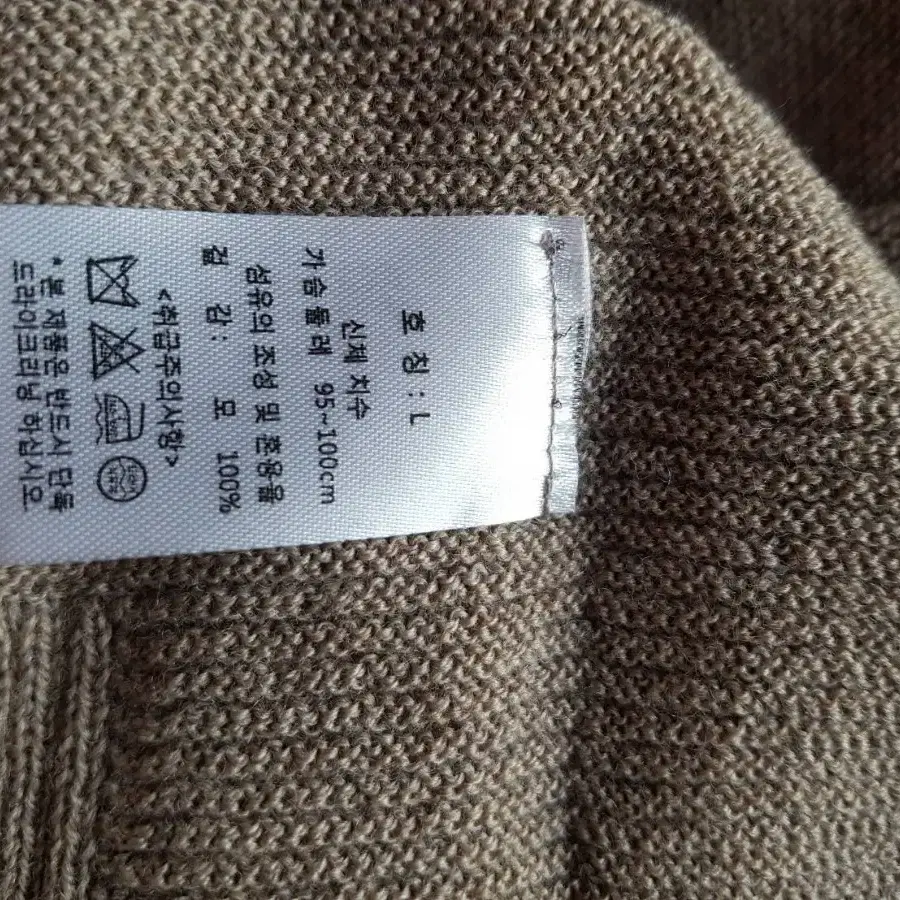 호 칭 : L
신체 치수
가슴둘레 95~100cm
섬유의 조성 및 혼용율
겉 감 : 모 100%
<취급주의사항>
* 본 제품은 반드시 단독
드라이크리닝 하십시오